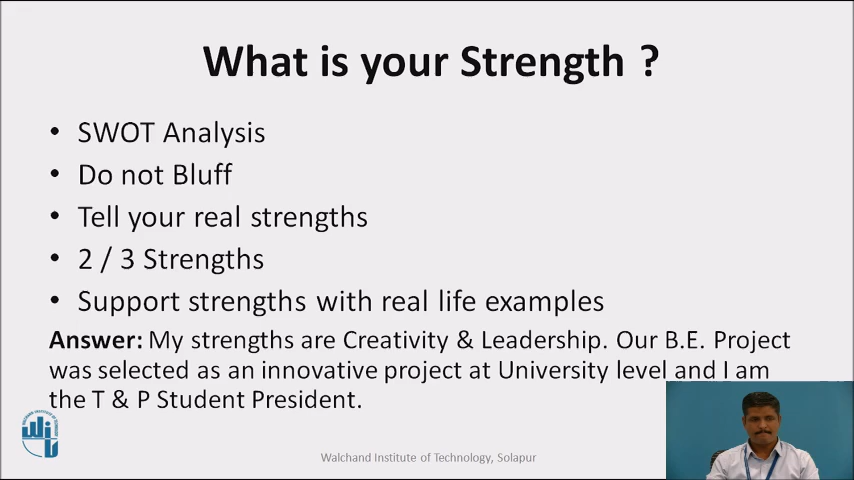 What is your Strength ?
• SWOT Analysis
• Do not Bluff
• Tell your real strengths
• 2 / 3 Strengths
• Support strengths with real life examples
Answer: My strengths are Creativity & Leadership. Our B.E. Project
was selected as an innovative project at University level and I am
the T & P Student President.
Walchand Institute of Technology, Solapur